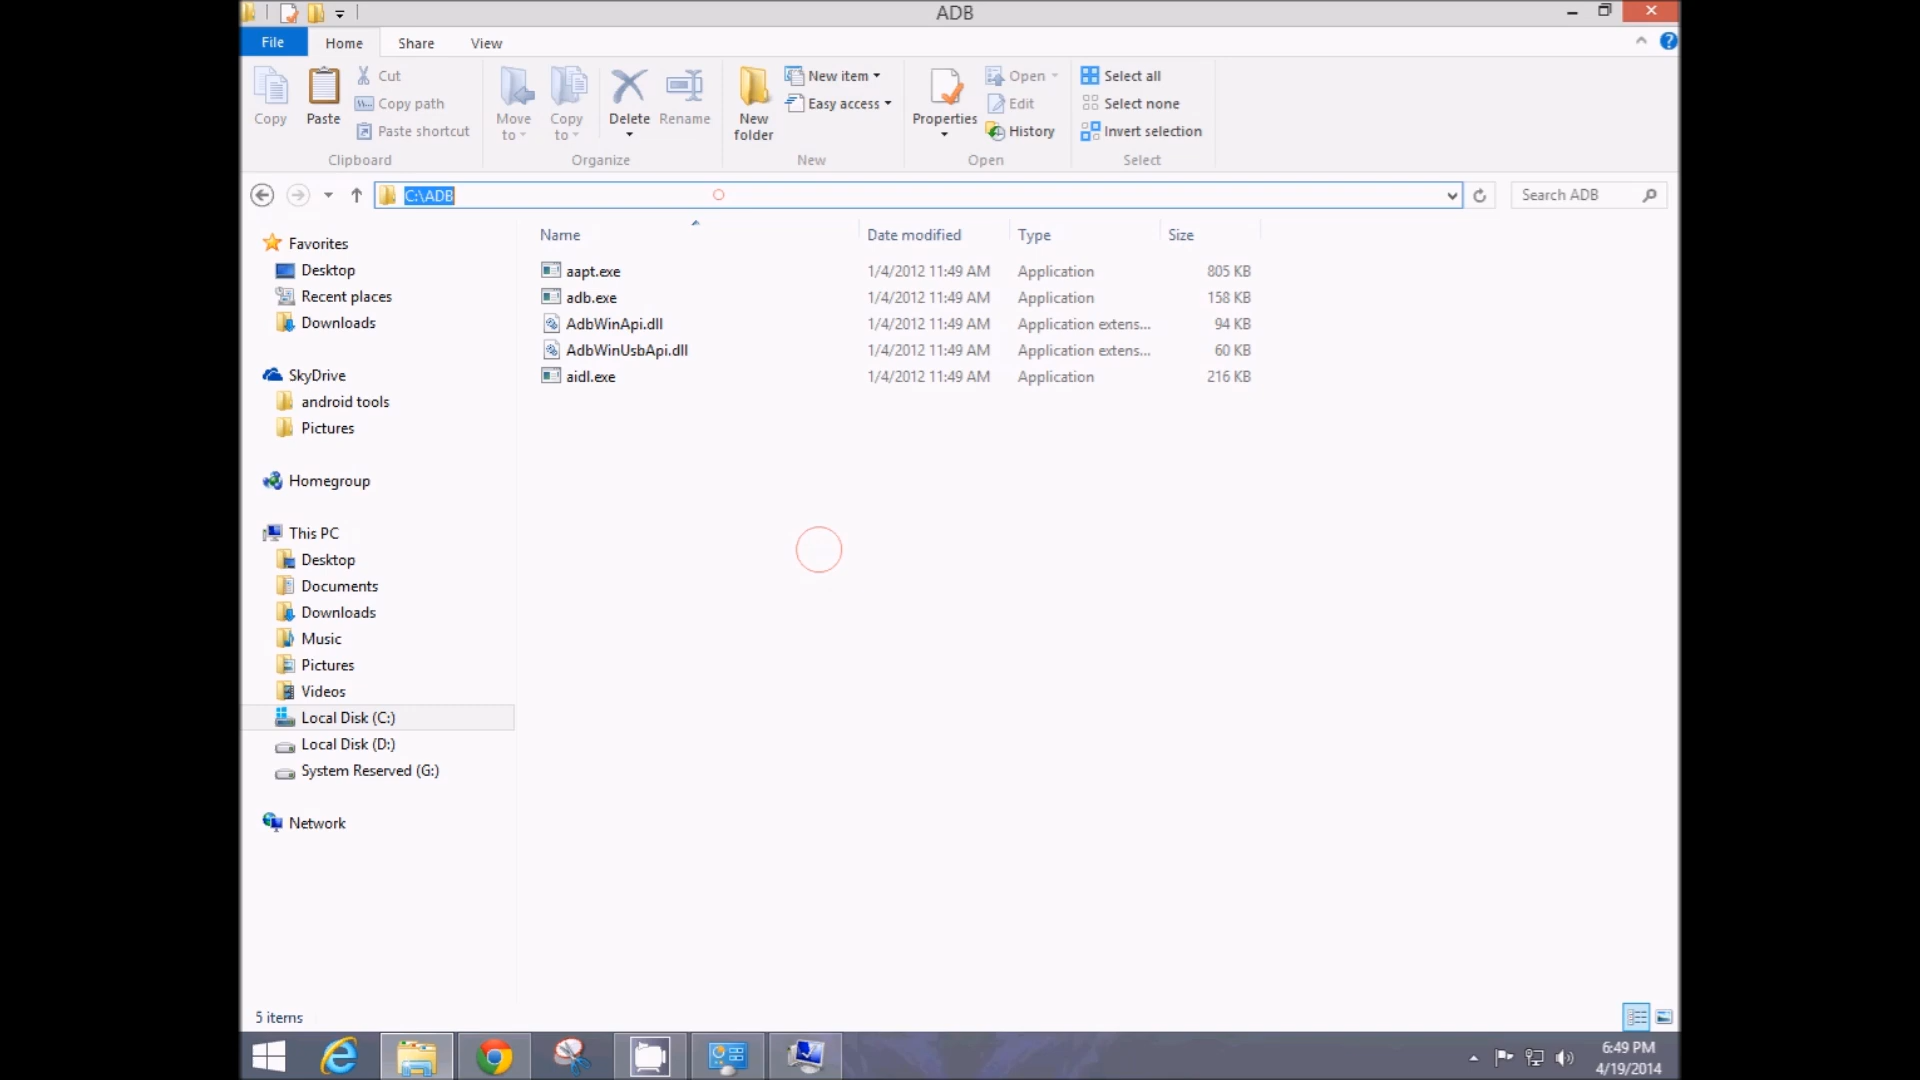 ADB
File Home Share View
Copy
Paste
Cut
Copy path
Paste shortcut
Clipboard
Move to
Copy to
Delete
Rename
Organize
New folder
New item
Easy access
New
Properties
Open
Edit
History
Open
Select all
Select none
Invert selection
Select
C:\ADB
Search ADB
Favorites
Desktop
Recent places
Downloads
SkyDrive
android tools
Pictures
Homegroup
This PC
Desktop
Documents
Downloads
Music
Pictures
Videos
Local Disk (C:)
Local Disk (D:)
System Reserved (G:)
Network
Name Date modified Type Size
aapt.exe 1/4/2012 11:49 AM Application 805 KB
adb.exe 1/4/2012 11:49 AM Application 158 KB
AdbWinApi.dll 1/4/2012 11:49 AM Application extens... 94 KB
AdbWinUsbApi.dll 1/4/2012 11:49 AM Application extens... 60 KB
aidl.exe 1/4/2012 11:49 AM Application 216 KB
5 items
6:49 PM
4/19/2014